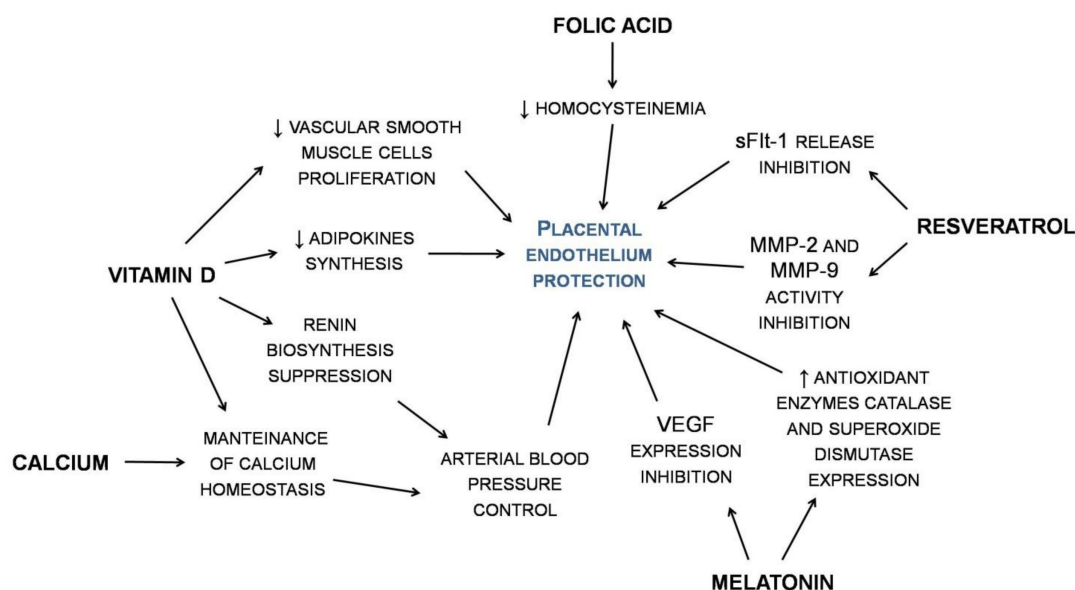 FOLIC ACID
↓ HOMOCYSTEINEMIA
↓ VASCULAR SMOOTH
MUSCLE CELLS
PROLIFERATION
sFlt-1 RELEASE
INHIBITION
RESVERATROL
PLACENTAL
ENDOTHELIUM
PROTECTION
↓ ADIPOKINES
SYNTHESIS
MMP-2 AND
MMP-9
ACTIVITY
INHIBITION
VITAMIN D
RENIN
BIOSYNTHESIS
SUPPRESSION
↑ ANTIOXIDANT
ENZYMES CATALASE
AND SUPEROXIDE
DISMUTASE
EXPRESSION
CALCIUM
MANTEINANCE
OF CALCIUM
HOMEOSTASIS
ARTERIAL BLOOD
PRESSURE
CONTROL
VEGF
EXPRESSION
INHIBITION
MELATONIN